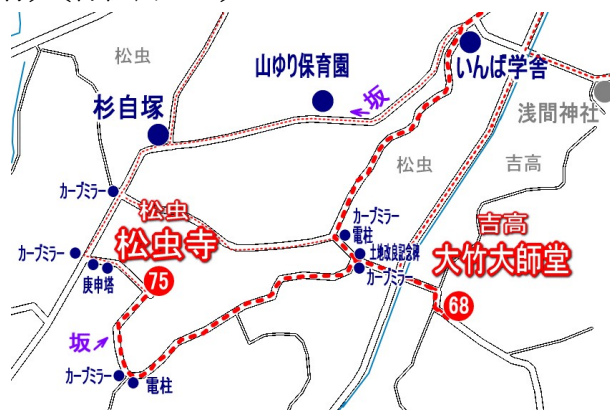 松虫
山ゆり保育園
いんば学舎
坂
杉自塚
浅間神社
松虫
吉高
カーブミラー
松虫
松虫寺
75
カーブミラー
電柱
土地改良記念碑
カーブミラー
吉高
大竹大師堂
68
カーブミラー
庚申塔
坂
カーブミラー
電柱